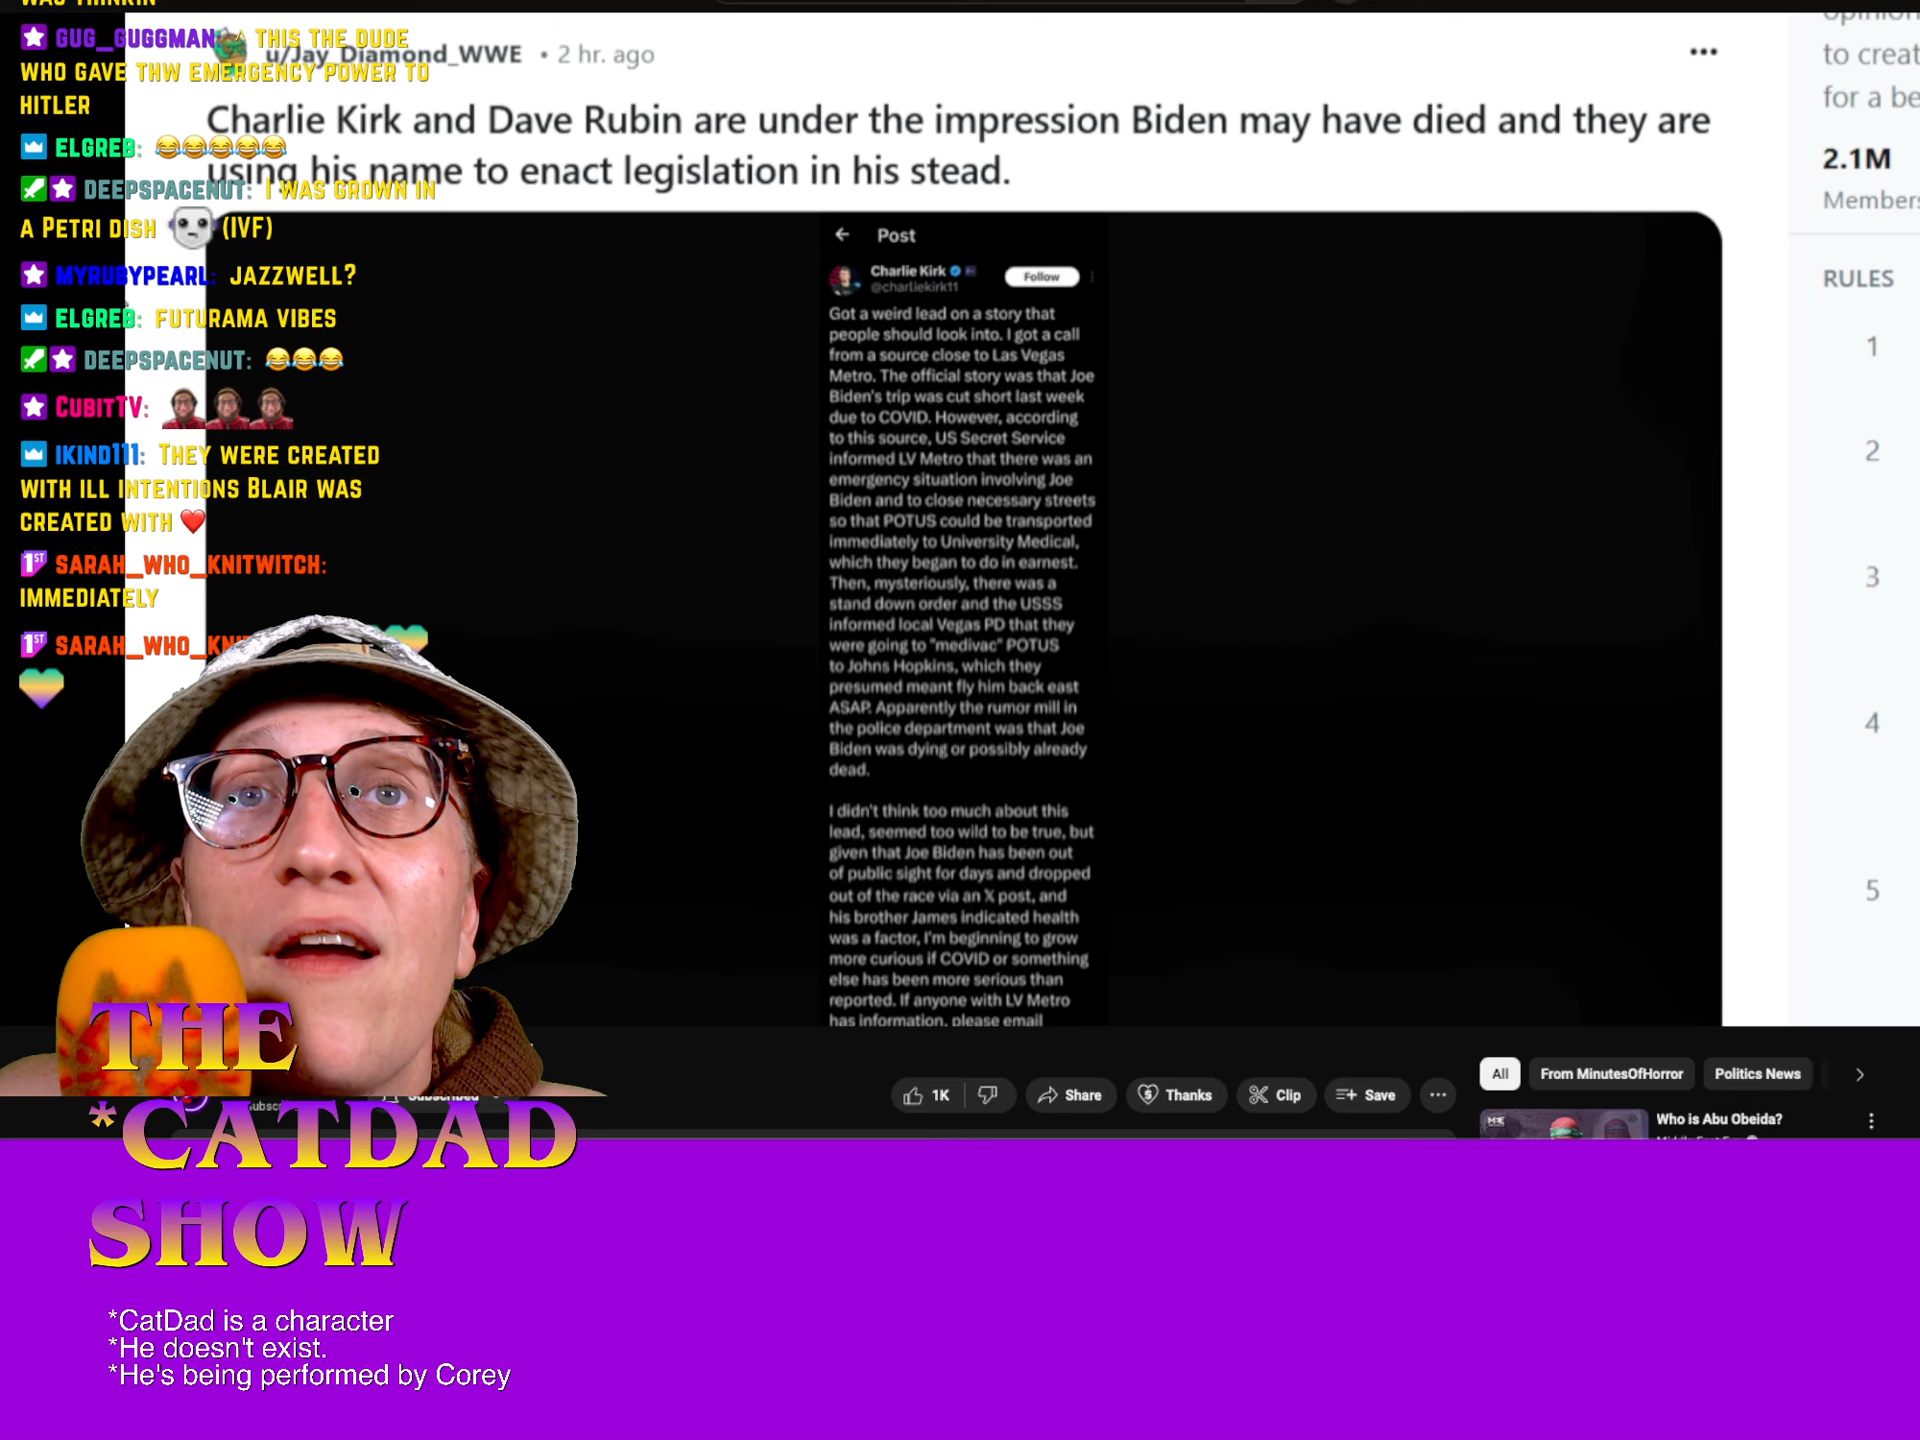 WAS THINKIN
GUG_GUGGMAN: THIS THE DUDE
WHO GAVE THW EMERGENCY POWER TO
HITLER
ELGREB: 😂😂😂😂😂
DEEPSPACENUT: I WAS GROWN IN
A PETRI DISH (IVF)
MYRUBYPEARL: JAZZWELL?
ELGREB: FUTURAMA VIBES
DEEPSPACENUT: 😂😂😂
CUBITTV:
IKIND111: THEY WERE CREATED
WITH ILL INTENTIONS BLAIR WAS
CREATED WITH ❤️
1ST SARAH_WHO_KNITWITCH:
IMMEDIATELY
1ST SARAH_WHO_KNI
u/Jay_Diamond_WWE • 2 hr. ago
Charlie Kirk and Dave Rubin are under the impression Biden may have died and they are
using his name to enact legislation in his stead.
Post
Charlie Kirk
@charliekirk11
Follow
Got a weird lead on a story that
people should look into. I got a call
from a source close to Las Vegas
Metro. The official story was that Joe
Biden's trip was cut short last week
due to COVID. However, according
to this source, US Secret Service
informed LV Metro that there was an
emergency situation involving Joe
Biden and to close necessary streets
so that POTUS could be transported
immediately to University Medical,
which they began to do in earnest.
Then, mysteriously, there was a
stand down order and the USSS
informed local Vegas PD that they
were going to "medivac" POTUS
to Johns Hopkins, which they
presumed meant fly him back east
ASAP. Apparently the rumor mill in
the police department was that Joe
Biden was dying or possibly already
dead.
I didn't think too much about this
lead, seemed too wild to be true, but
given that Joe Biden has been out
of public sight for days and dropped
out of the race via an X post, and
his brother James indicated health
was a factor, I'm beginning to grow
more curious if COVID or something
else has been more serious than
reported. If anyone with LV Metro
has information, please email
to creat
for a be
2.1M
Members
RULES
1
2
3
4
5
1K
Share
Thanks
Clip
Save
All
From MinutesOfHorror
Politics News
Who is Abu Obeida?
Subscribed
THE
*CATDAD
SHOW
*CatDad is a character
*He doesn't exist.
*He's being performed by Corey